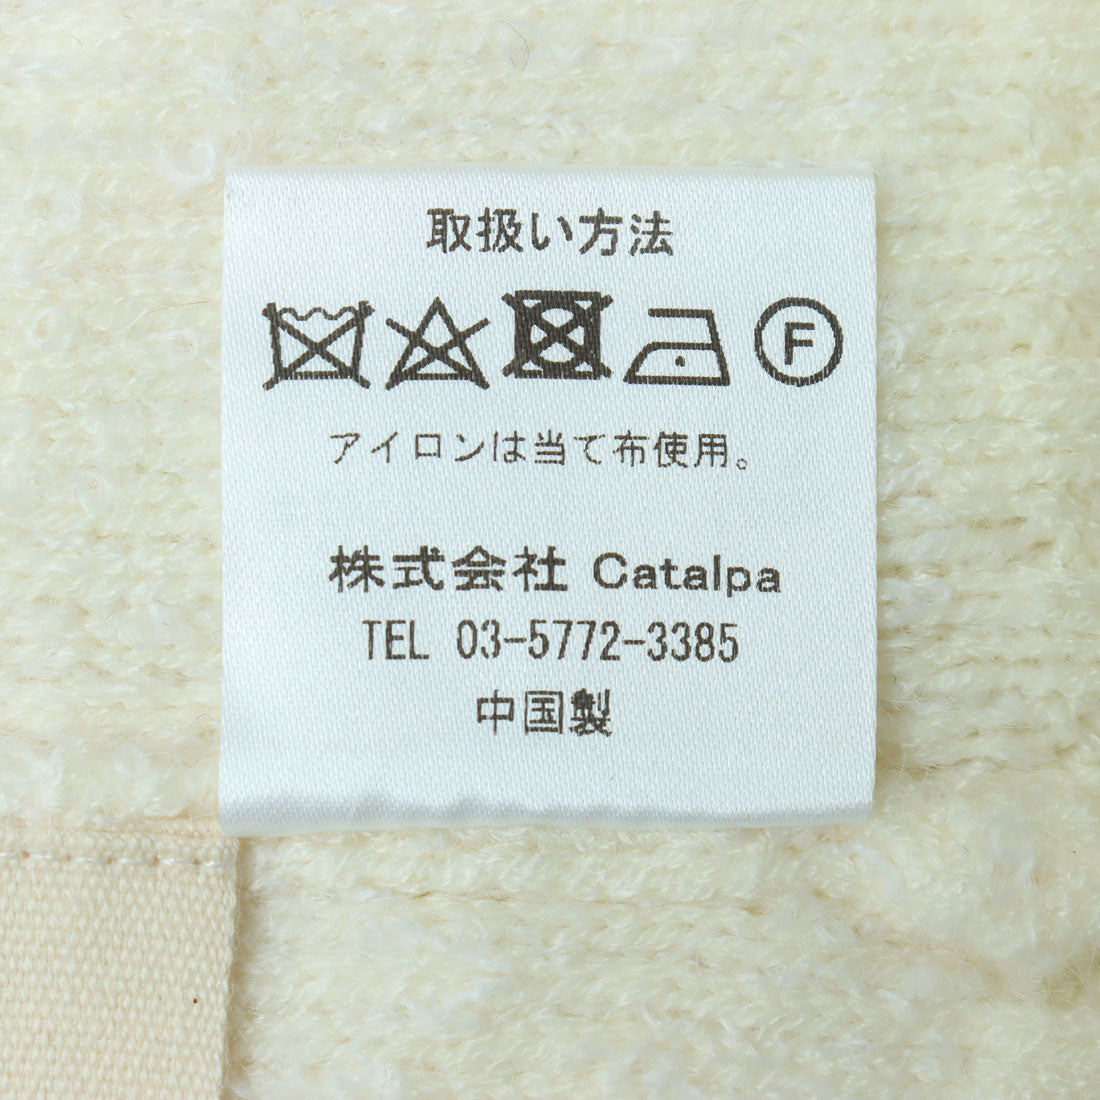 取扱い方法
F
アイロンは当て布使用。
株式会社 Catalpa
TEL 03-5772-3385
中国製